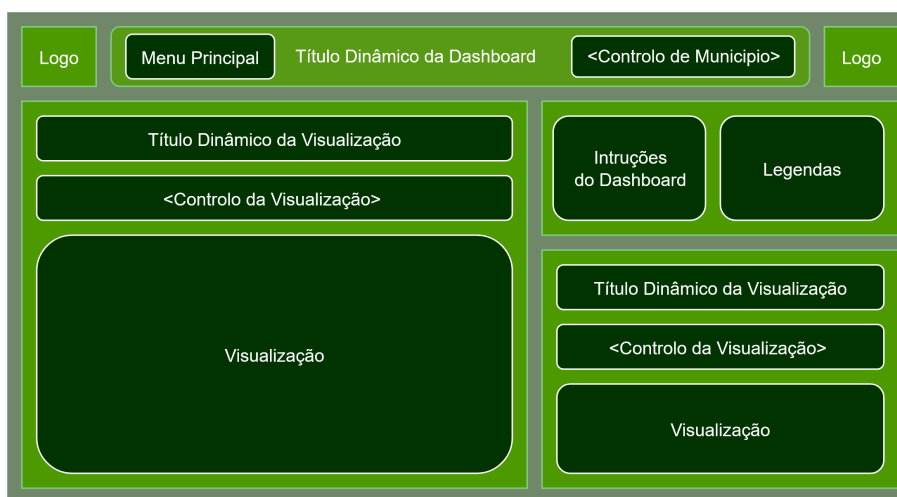 Logo
Menu Principal
Título Dinâmico da Dashboard
<Controlo de Municipio>
Logo
Título Dinâmico da Visualização
<Controlo da Visualização>
Visualização
Intruções
do Dashboard
Legendas
Título Dinâmico da Visualização
<Controlo da Visualização>
Visualização